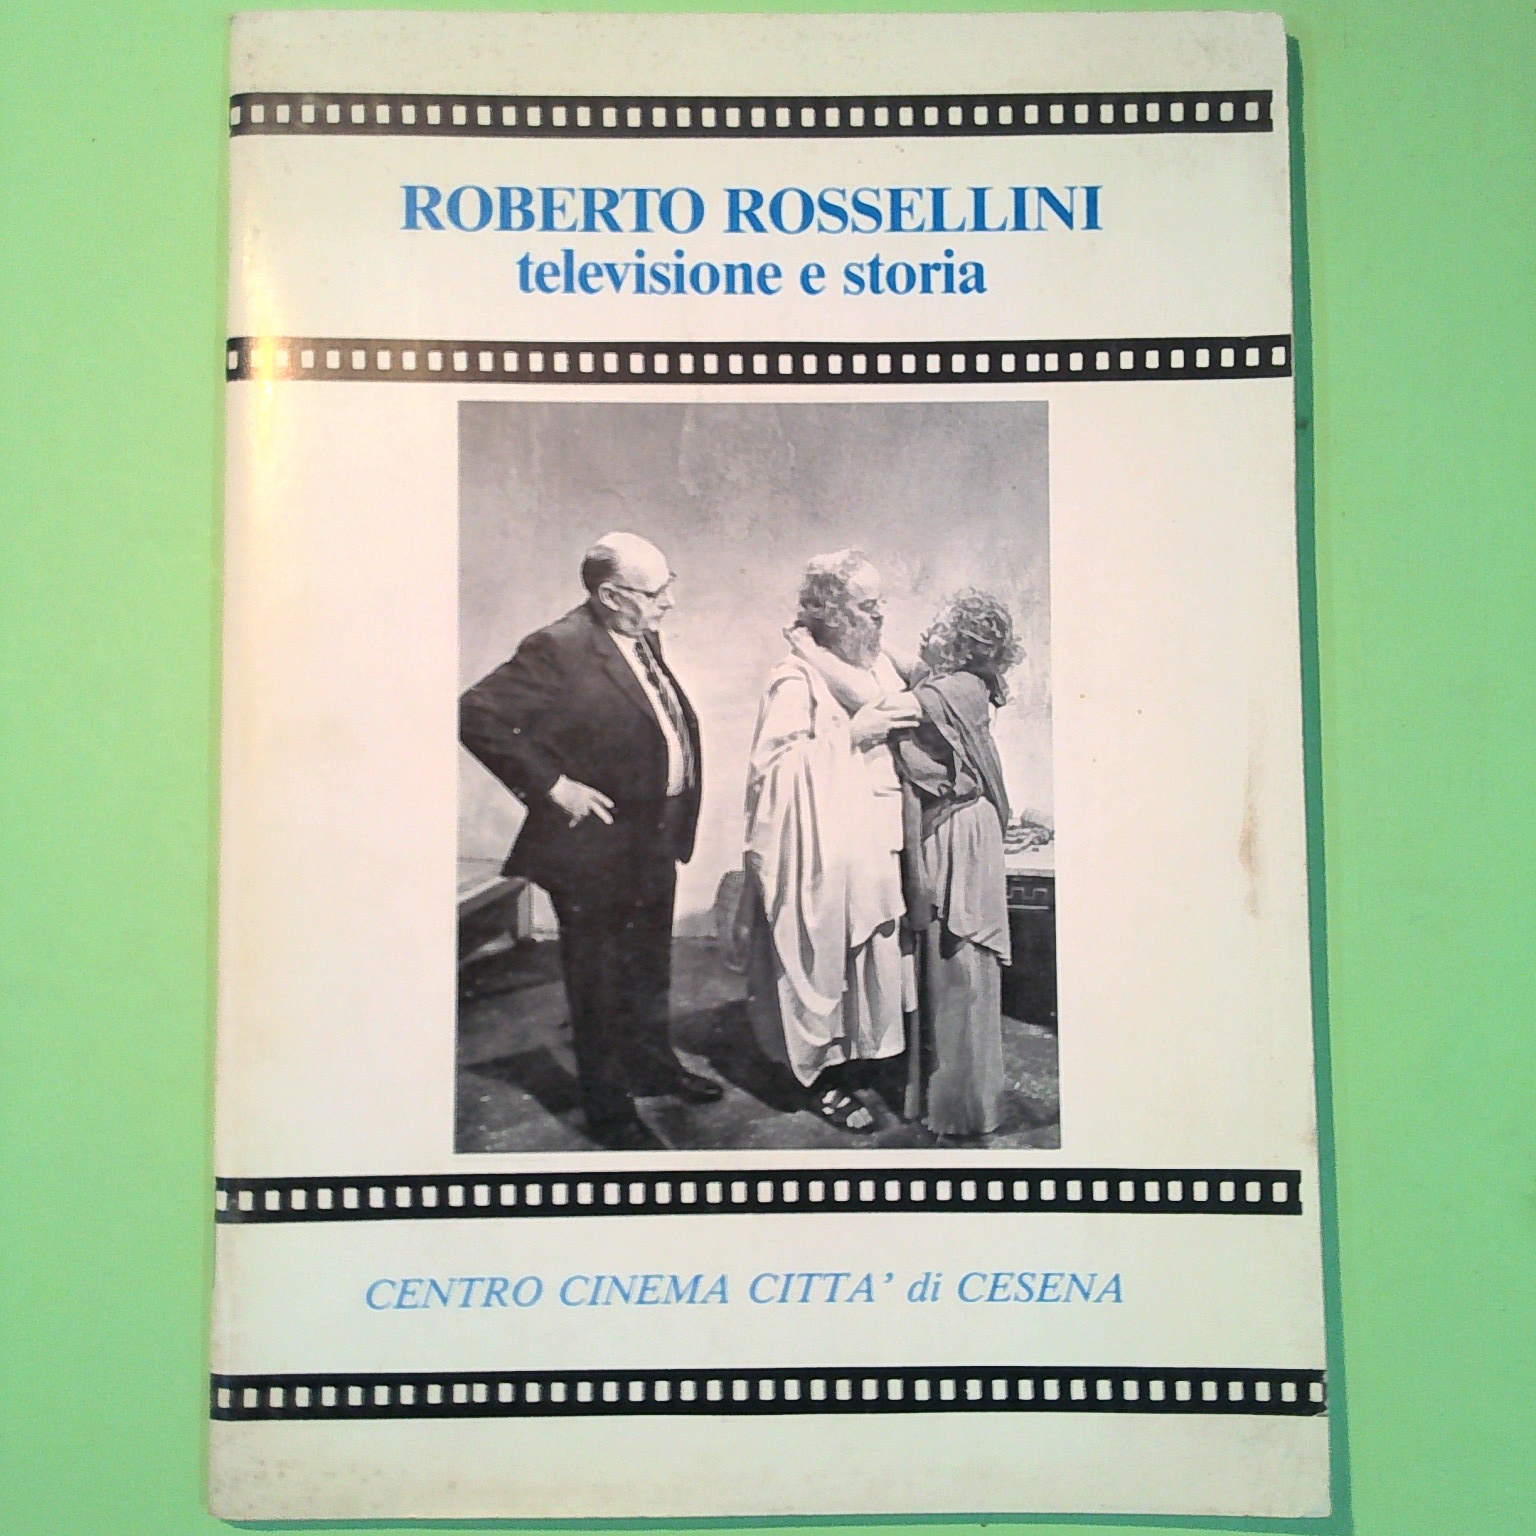 ROBERTO ROSSELLINI
televisione e storia
CENTRO CINEMA CITTA' di CESENA